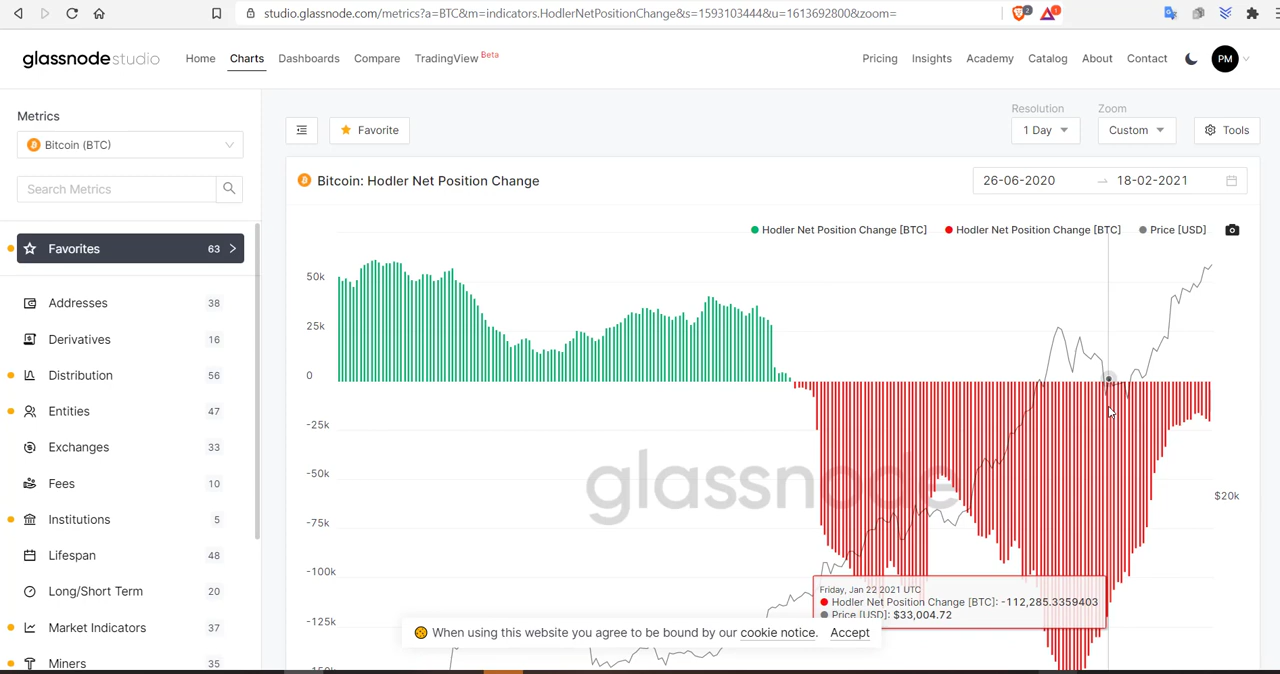 studio.glassnode.com/metrics?a=BTC&m=indicators.HodlerNetPositionChange&s=1593103444&u=1613692800&zoom=
2
1
glassnodestudio
Home
Charts
Dashboards
Compare
TradingView Beta
Pricing
Insights
Academy
Catalog
About
Contact
PM
Metrics
Bitcoin (BTC)
Search Metrics
Favorites 63
Addresses 38
Derivatives 16
Distribution 56
Entities 47
Exchanges 33
Fees 10
Institutions 5
Lifespan 48
Long/Short Term 20
Market Indicators 37
Miners 35
Favorite
Resolution
1 Day
Zoom
Custom
Tools
Bitcoin: Hodler Net Position Change
26-06-2020 → 18-02-2021
Hodler Net Position Change [BTC]
Hodler Net Position Change [BTC]
Price [USD]
50k
25k
0
-25k
-50k
-75k
-100k
-125k
-150k
$20k
glassnode
Friday, Jan 22 2021 UTC
Hodler Net Position Change [BTC]: -112,285.3359403
Price [USD]: $33,004.72
When using this website you agree to be bound by our cookie notice. Accept